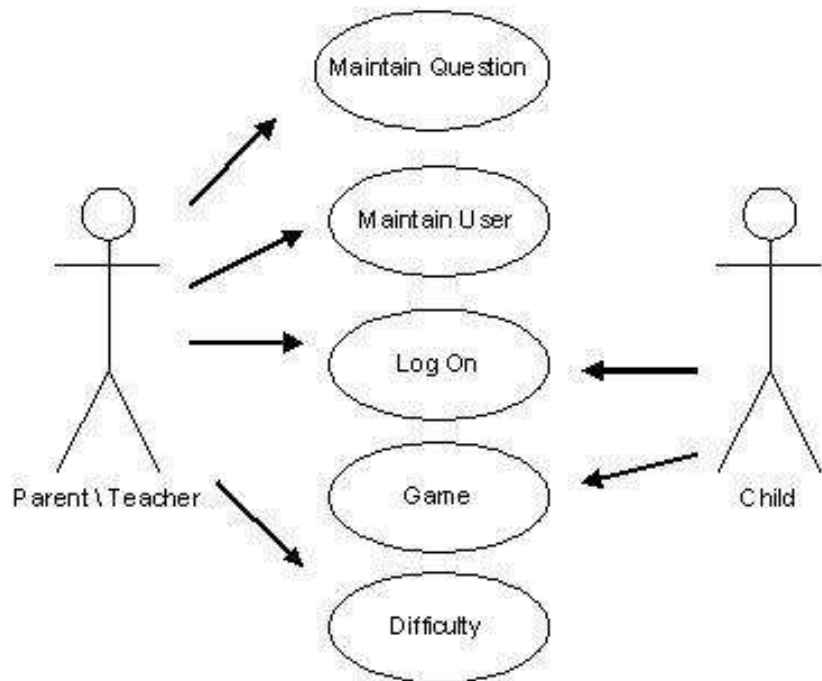 Maintain Question
Maintain User
Log On
Parent \ Teacher
Game
Child
Difficulty